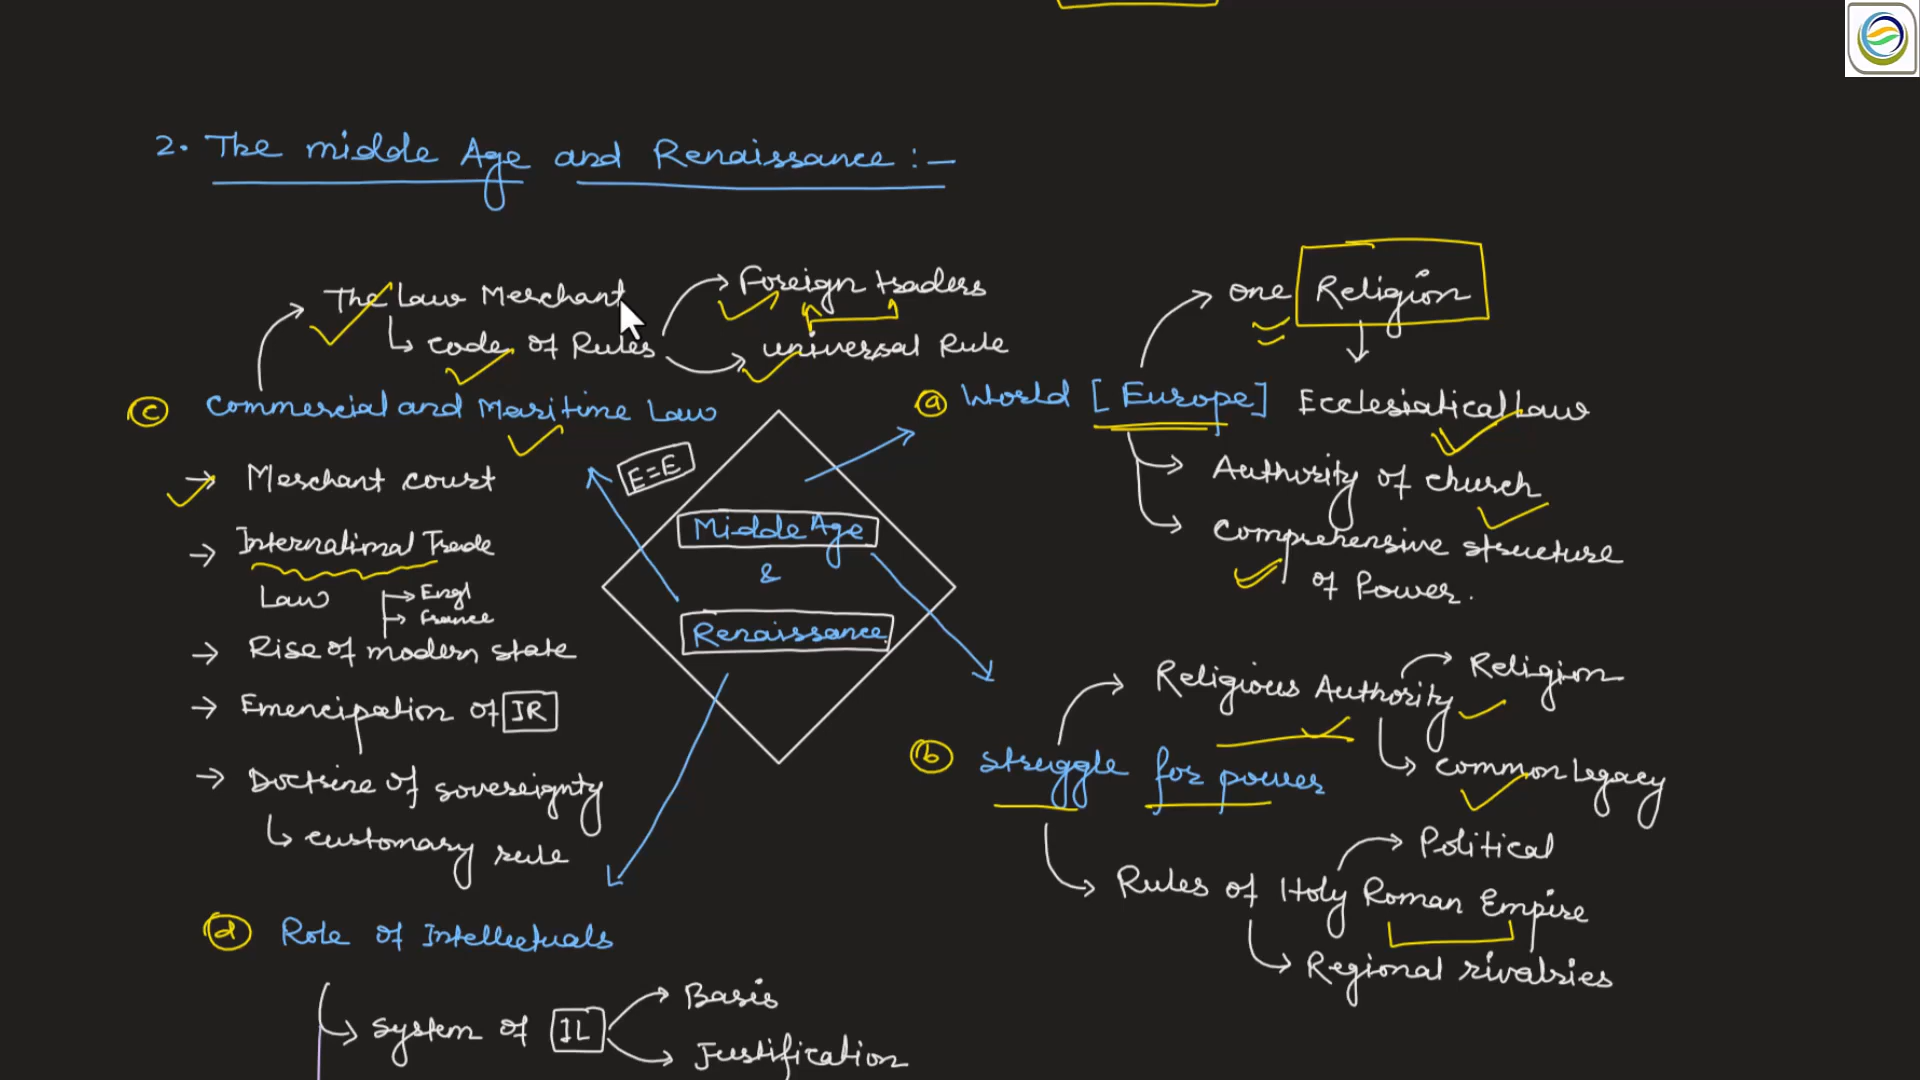 2. The middle Age and Renaissance :-
The Law Merchant
code of Rules
Foreign traders
universal Rule
c Commercial and Maritime Law
→ Merchant court
→ International Trade
Law
Engl
France
→ Rise of modern state
→ Emencipation of IR
→ Doctrine of sovereignty
customary rule
E=E
Middle Age
&
Renaissance
a World [Europe]
one Religion
Ecclesiatical Law
Authority of church
Comprehensive structure
of Power.
b struggle for power
Religious Authority
Religion
common legacy
Rules of Holy Roman Empire
Political
Regional rivalries
d Role of Intellectuals
system of IL
Basis
Justification